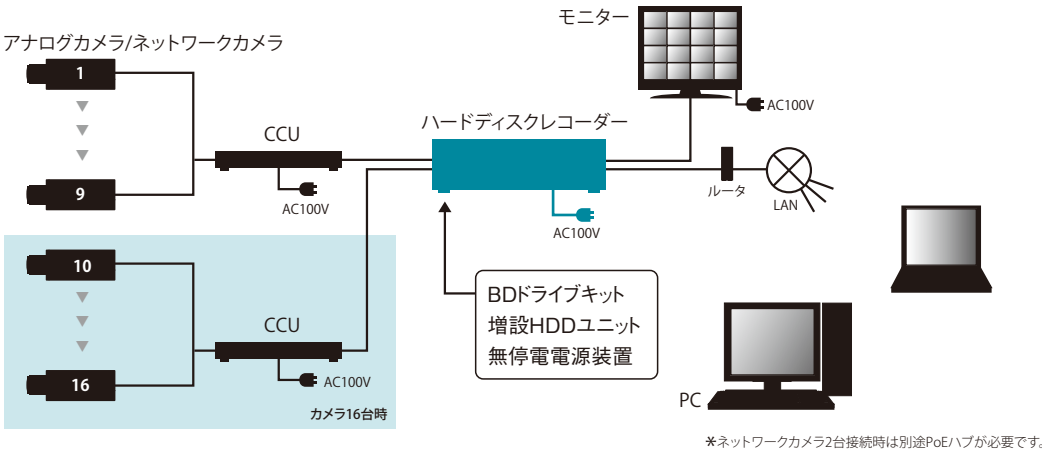 モニター
アナログカメラ/ネットワークカメラ
1
AC100V
ハードディスクレコーダー
CCU
9
ルータ
LAN
AC100V
AC100V
10
BDドライブキット
増設HDDユニット
無停電電源装置
CCU
16
AC100V
カメラ16台時
PC
*ネットワークカメラ2台接続時は別途PoEハブが必要です。